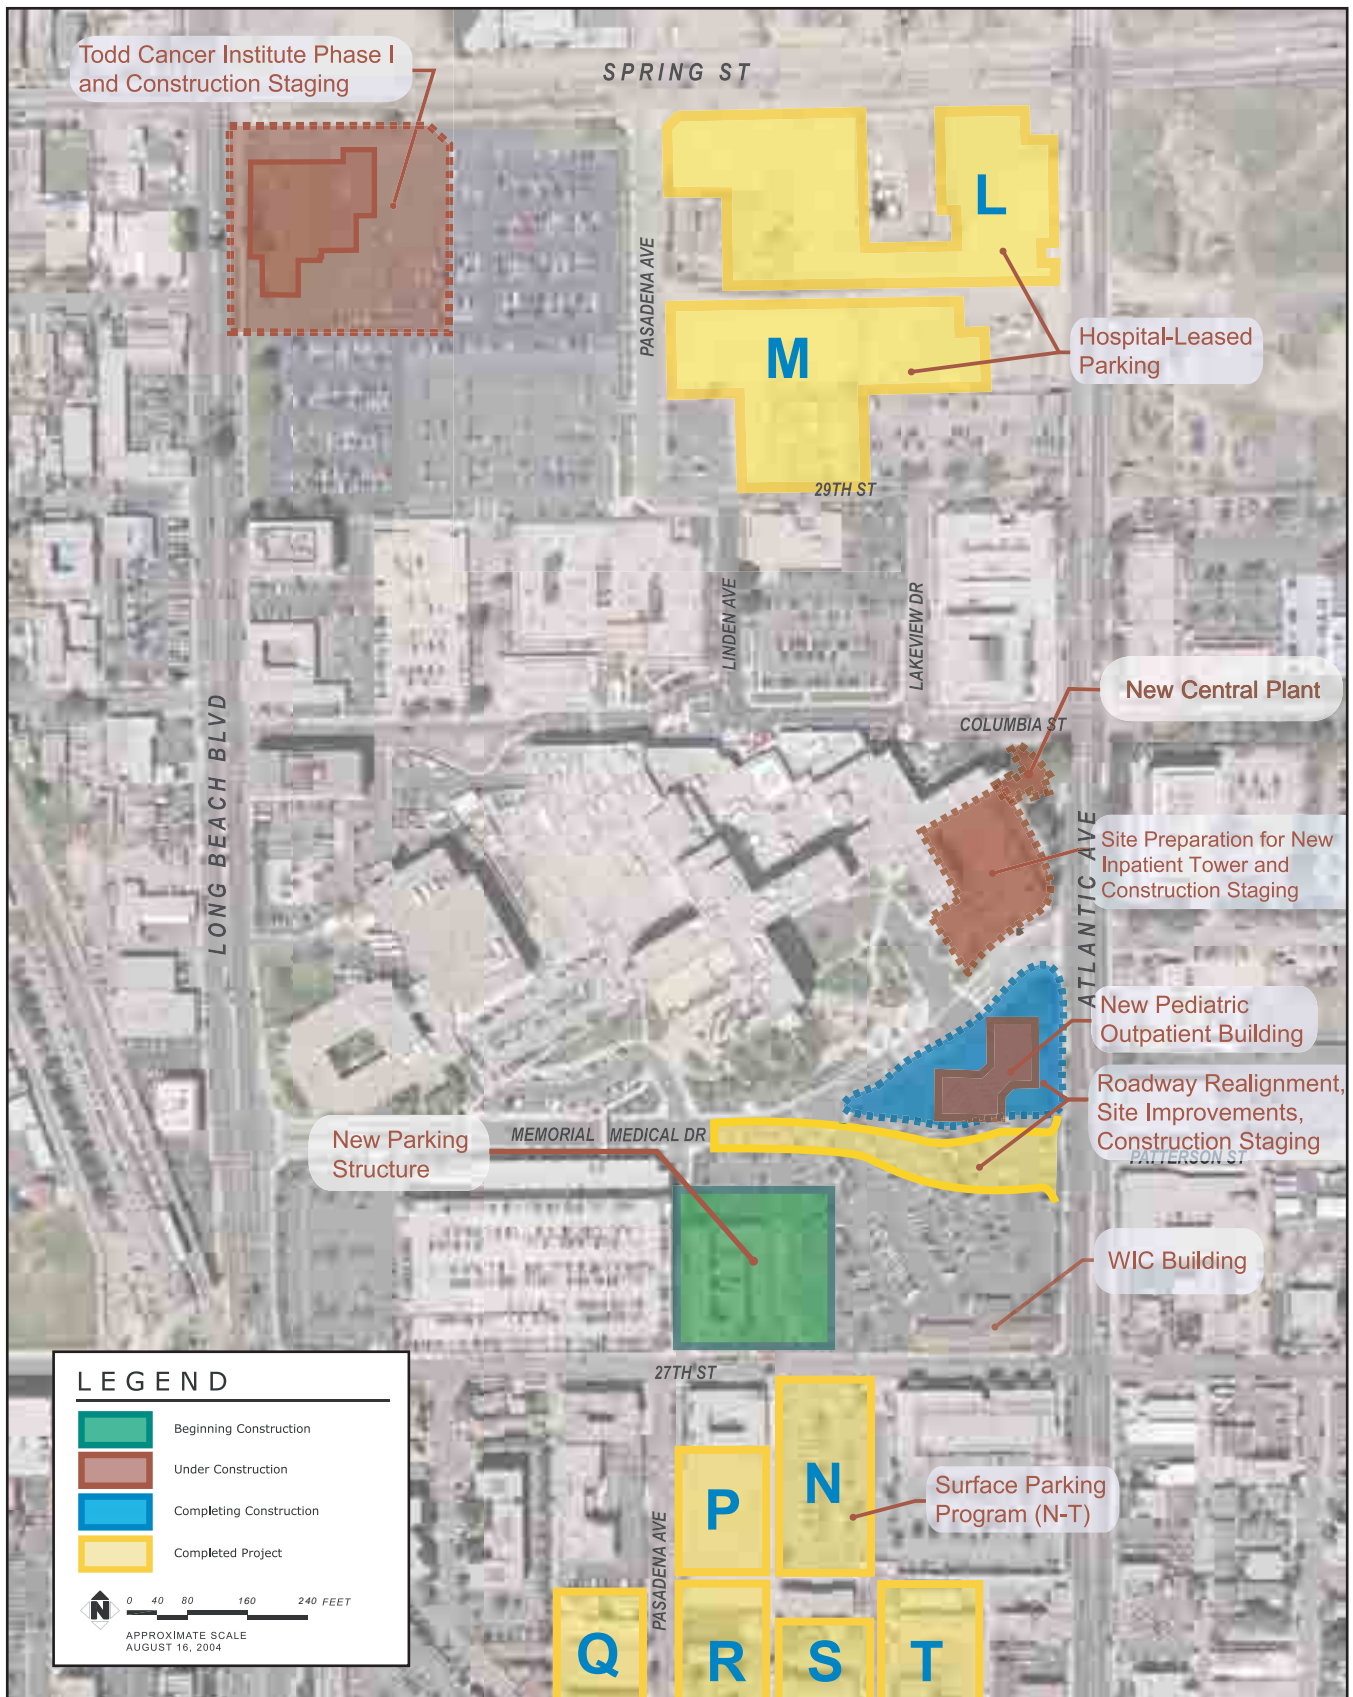 Todd Cancer Institute Phase I
and Construction Staging
SPRING ST
L
PASADENA AVE
M
Hospital-Leased
Parking
29TH ST
LINDEN AVE
LAKEVIEW DR
New Central Plant
COLUMBIA ST
LONG BEACH BLVD
ATLANTIC AVE
Site Preparation for New
Inpatient Tower and
Construction Staging
New Pediatric
Outpatient Building
Roadway Realignment,
Site Improvements,
Construction Staging
New Parking
Structure
MEMORIAL MEDICAL DR
PATTERSON ST
WIC Building
27TH ST
LEGEND
Beginning Construction
Under Construction
Completing Construction
Completed Project
N
0 40 80 160 240 FEET
APPROXIMATE SCALE
AUGUST 16, 2004
P
N
Surface Parking
Program (N-T)
PASADENA AVE
Q
R
S
T